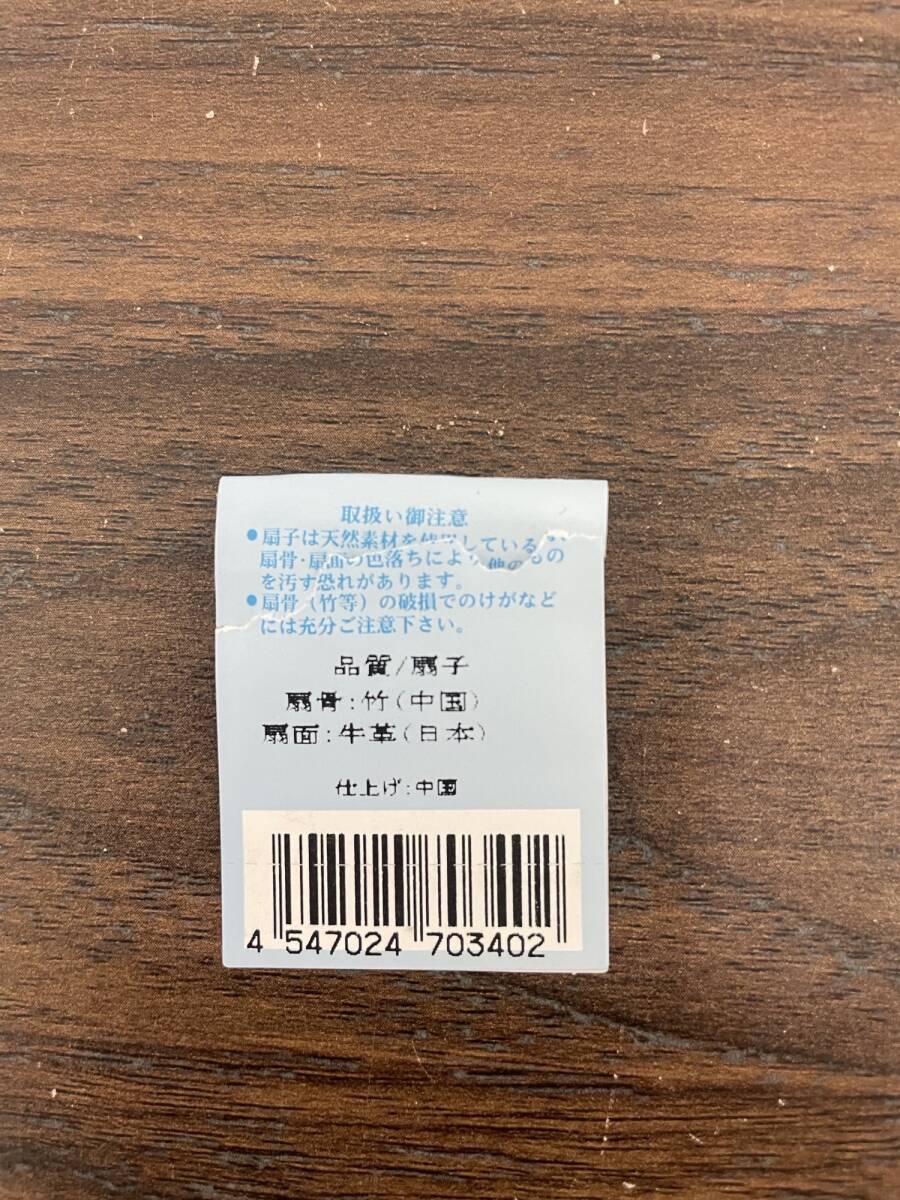 取扱い御注意
●扇子は天然素材を使用している
扇骨・扇面の色落ちにより他のもの
を汚す恐れがあります。
●扇骨（竹等）の破損でのけがなど
には充分ご注意下さい。
品質/扇子
扇骨:竹(中国)
扇面:牛革(日本)
仕上げ:中国
4 547024 703402